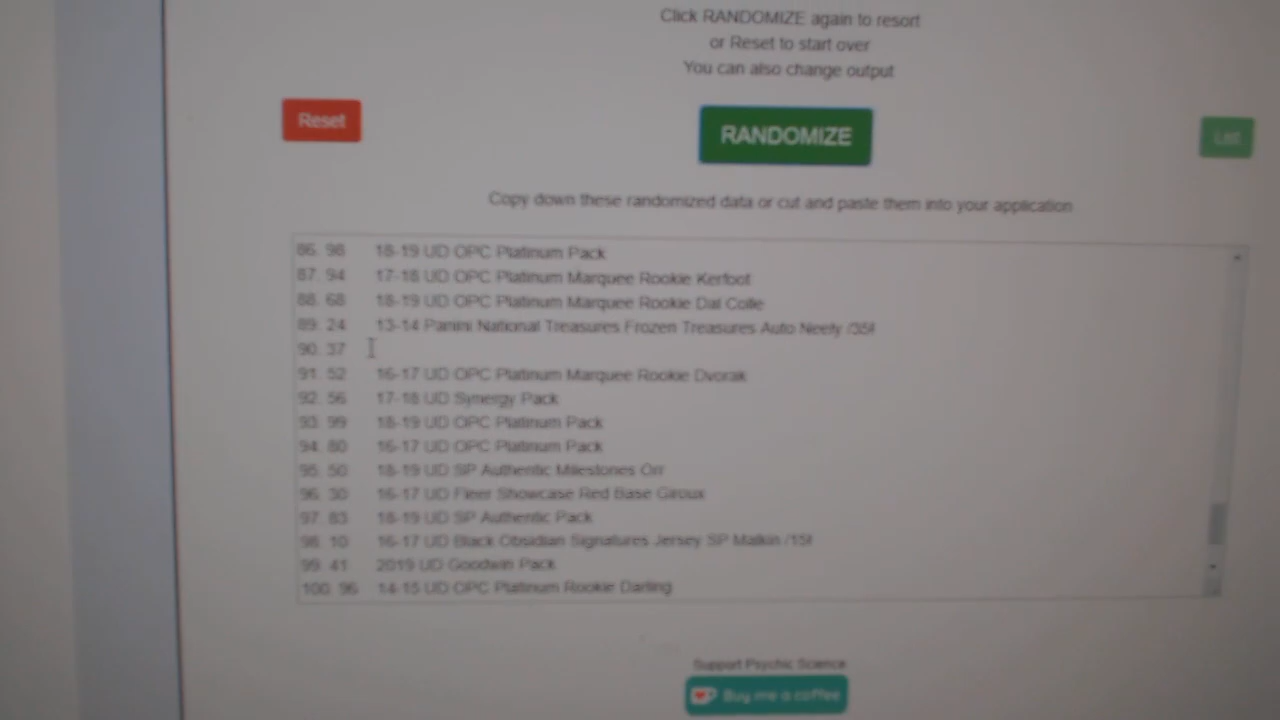 Click RANDOMIZE again to resort
or Reset to start over
You can also change output
Reset
RANDOMIZE
List
Copy down these randomized data or cut and paste them into your application
86. 98 18-19 UD OPC Platinum Pack
87. 94 17-18 UD OPC Platinum Marquee Rookie Kerfoot
88. 68 18-19 UD OPC Platinum Marquee Rookie Dal Colle
89. 24 13-14 Panini National Treasures Frozen Treasures Auto Neely
90. 37
91. 52 16-17 UD OPC Platinum Marquee Rookie Dvorak
92. 56 17-18 UD Synergy Pack
93. 99 18-19 UD OPC Platinum Pack
94. 80 16-17 UD OPC Platinum Pack
95. 50 18-19 UD SP Authentic Milestones Orr
96. 30 16-17 UD Fleer Showcase Red Base Giroux
97. 83 18-19 UD SP Authentic Pack
98. 10 16-17 UD Black Obsidian Signatures Jersey SP Malkin
99. 41 2019 UD Goodwin Pack
100. 96 14-15 UD OPC Platinum Rookie Darling
Support Psychic Science
Buy me a coffee